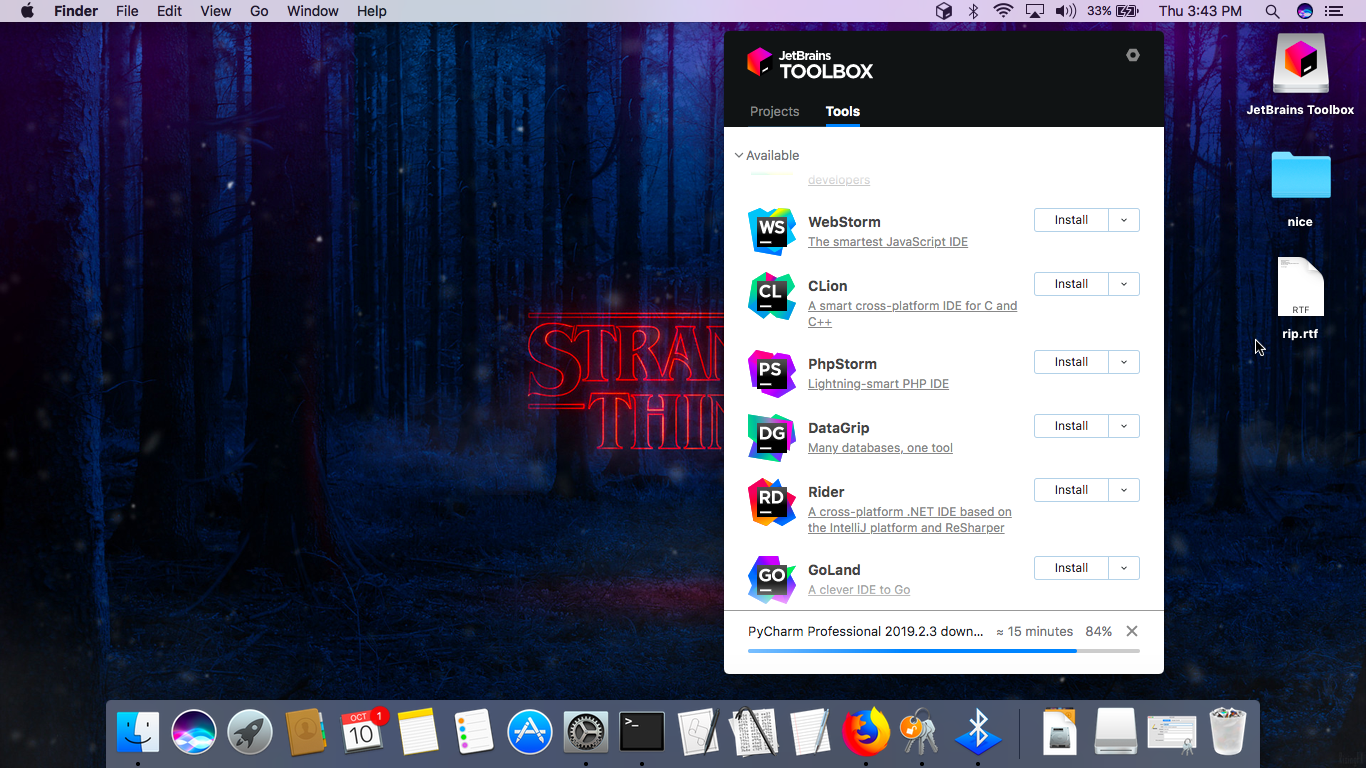 Finder File Edit View Go Window Help 33% Thu 3:43 PM
JetBrains
TOOLBOX
Projects Tools
Available
developers
WS
WebStorm
The smartest JavaScript IDE
Install
CL
CLion
A smart cross-platform IDE for C and
C++
Install
PS
PhpStorm
Lightning-smart PHP IDE
Install
DG
DataGrip
Many databases, one tool
Install
RD
Rider
A cross-platform .NET IDE based on
the IntelliJ platform and ReSharper
Install
GO
GoLand
A clever IDE to Go
Install
PyCharm Professional 2019.2.3 down... ≈ 15 minutes 84%
STRAN
THIN
JetBrains Toolbox
nice
RTF
rip.rtf
OCT
10
1
>_